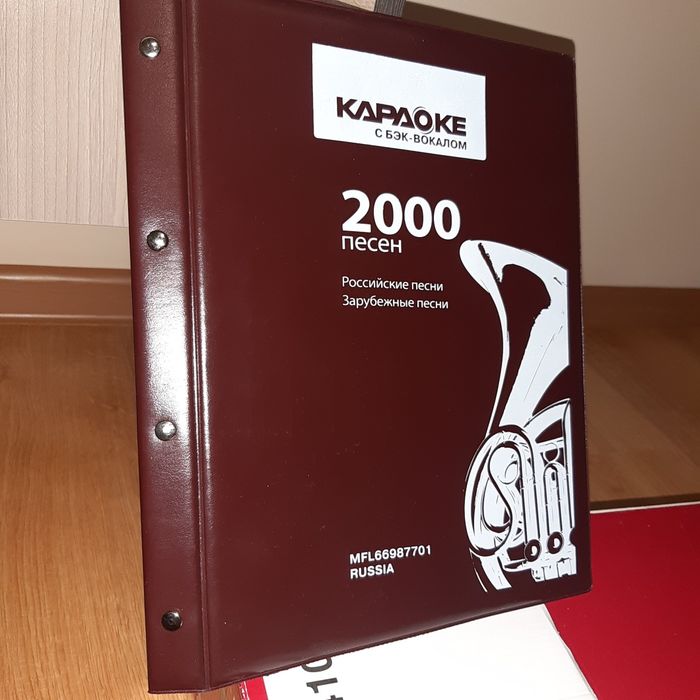 КАРАОКЕ
С БЭК-ВОКАЛОМ
2000
песен
Российские песни
Зарубежные песни
MFL66987701
RUSSIA